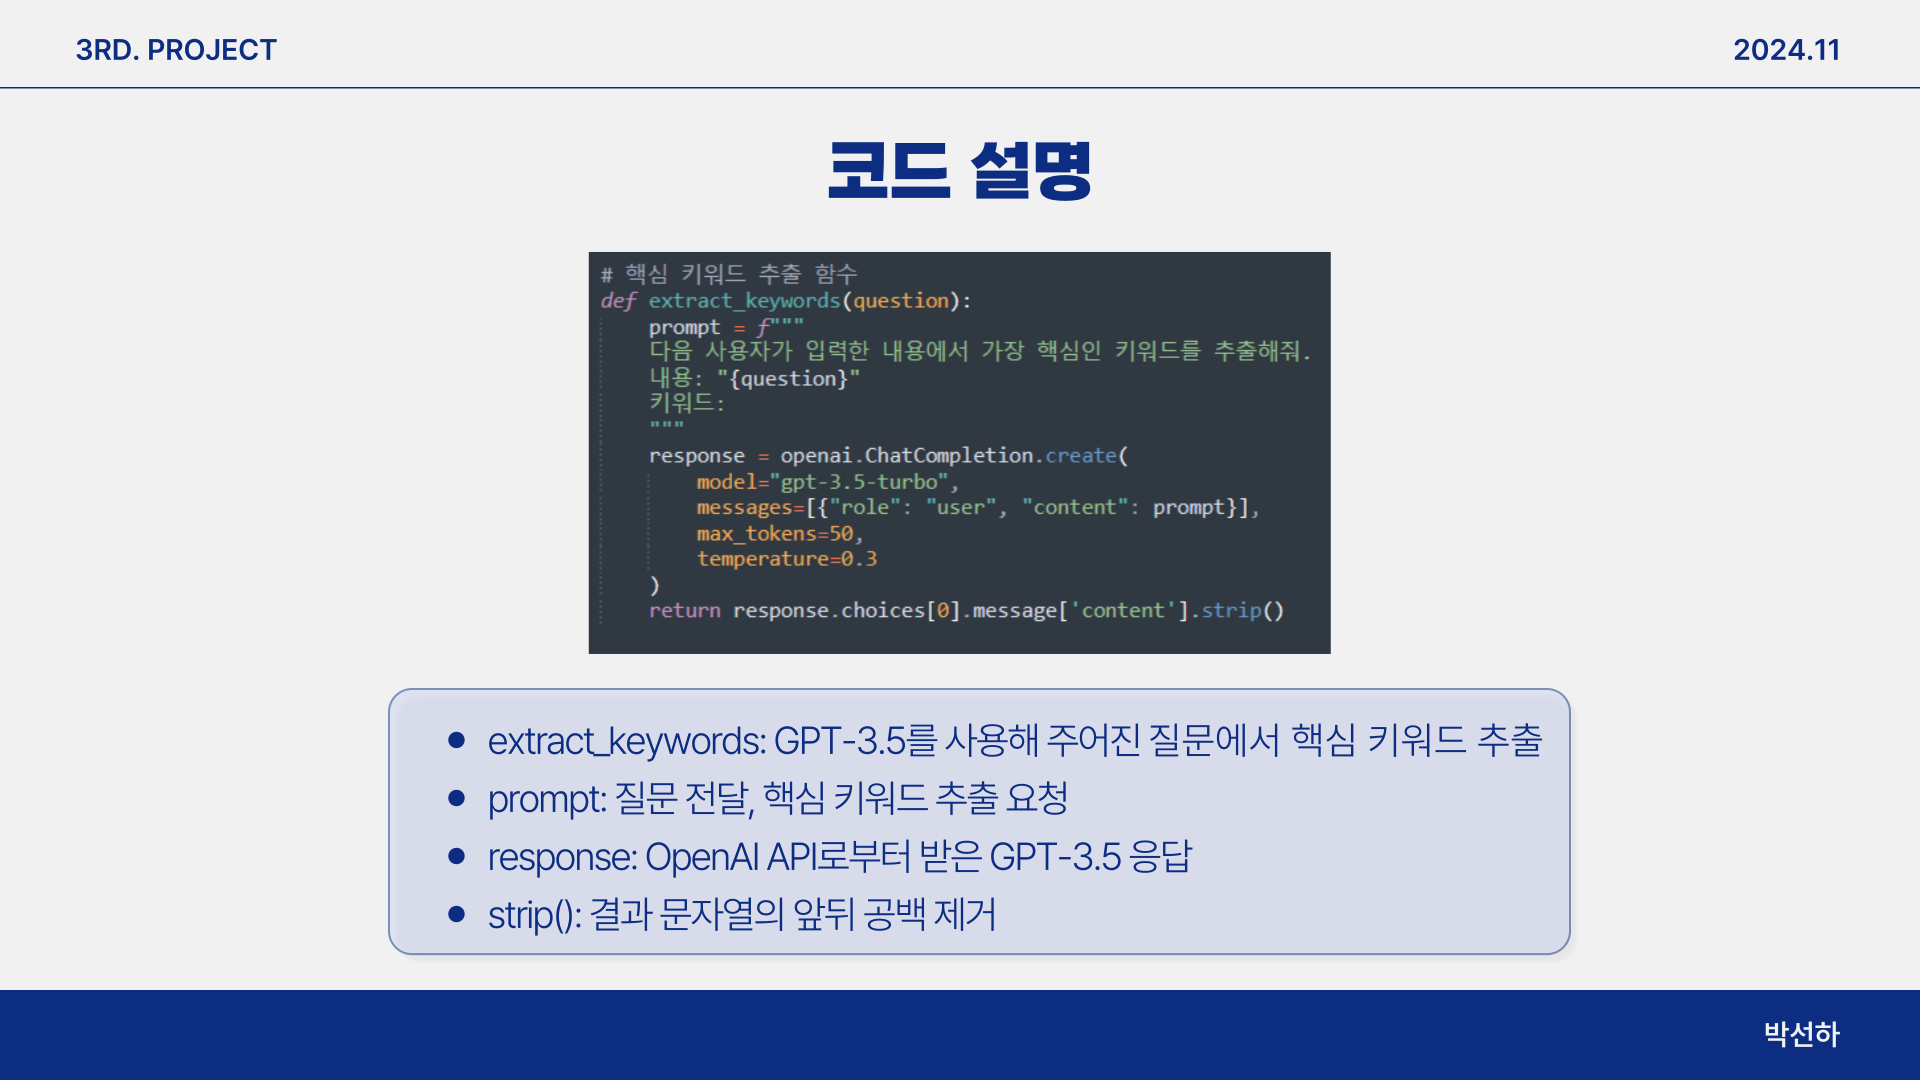 3RD. PROJECT
2024.11
코드 설명
# 핵심 키워드 추출 함수
def extract_keywords(question):
    prompt = f"""
    다음 사용자가 입력한 내용에서 가장 핵심인 키워드를 추출해줘.
    내용: "{question}"
    키워드:
    """
    response = openai.ChatCompletion.create(
        model="gpt-3.5-turbo",
        messages=[{"role": "user", "content": prompt}],
        max_tokens=50,
        temperature=0.3
    )
    return response.choices[0].message['content'].strip()
● extract_keywords: GPT-3.5를 사용해 주어진 질문에서 핵심 키워드 추출
● prompt: 질문 전달, 핵심 키워드 추출 요청
● response: OpenAI API로부터 받은 GPT-3.5 응답
● strip(): 결과 문자열의 앞뒤 공백 제거
박선하